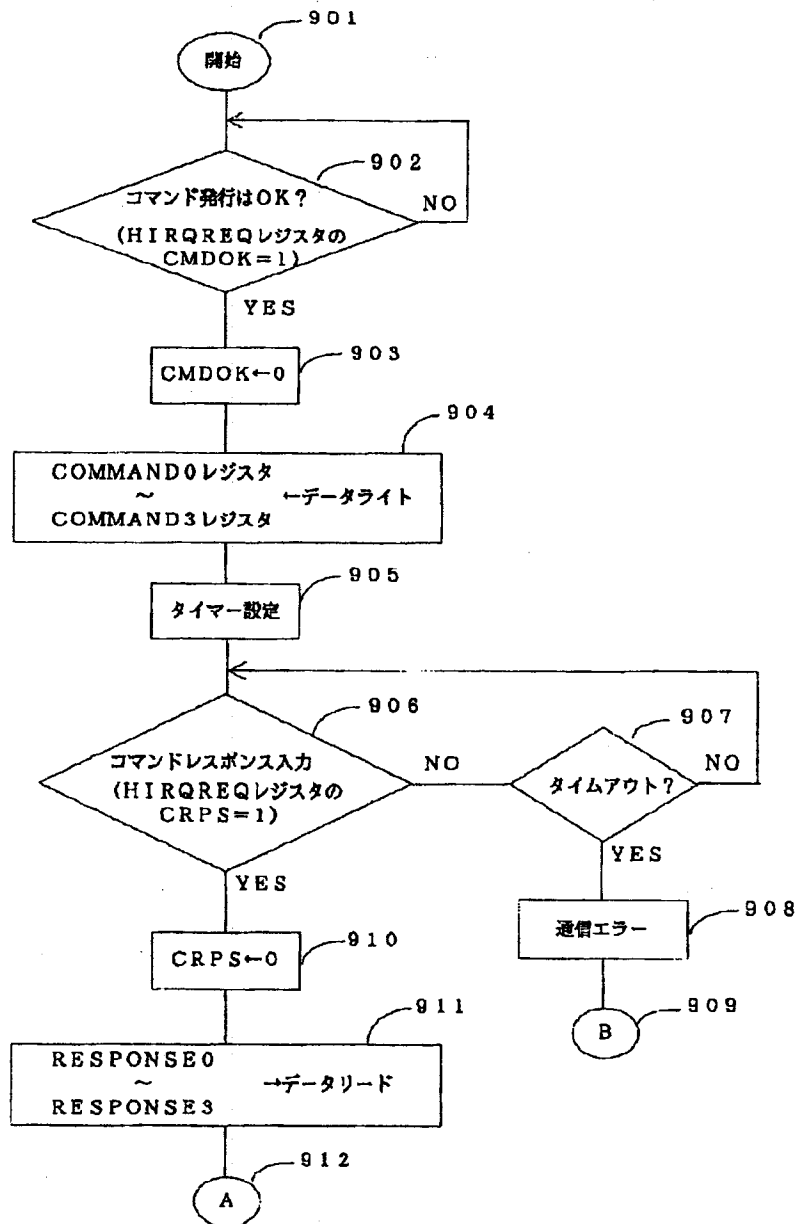 901
開始
902
コマンド発行はOK?
(HIRQREQレジスタの
CMDOK=1)
NO
YES
903
CMDOK←0
904
COMMAND0レジスタ
~
COMMAND3レジスタ
←データライト
905
タイマー設定
906
コマンドレスポンス入力
(HIRQREQレジスタの
CRPS=1)
NO
907
タイムアウト?
NO
YES
YES
908
通信エラー
910
CRPS←0
B
909
911
RESPONSE0
~
RESPONSE3
→データリード
912
A